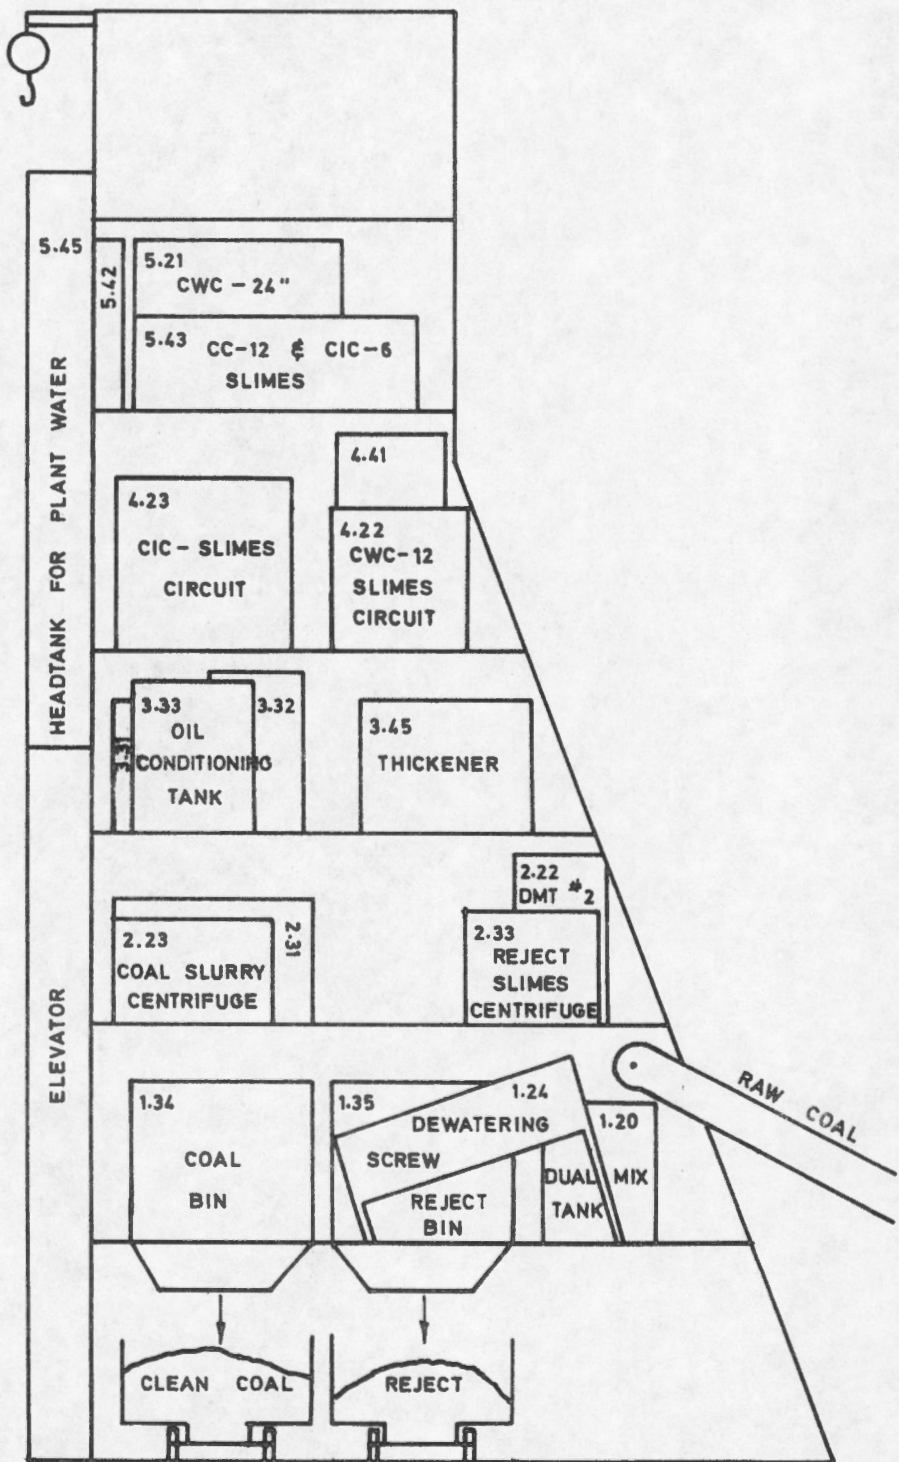 5.45
HEADTANK FOR PLANT WATER
5.42
5.21
CWC - 24"
5.43 CC-12 & CIC-6
SLIMES
4.41
4.23
CIC - SLIMES
CIRCUIT
4.22
CWC-12
SLIMES
CIRCUIT
3.31
3.33
OIL
CONDITIONING
TANK
3.32
3.45
THICKENER
2.23
COAL SLURRY
CENTRIFUGE
2.31
2.22
DMT #2
2.33
REJECT
SLIMES
CENTRIFUGE
ELEVATOR
RAW COAL
1.34
COAL
BIN
1.35
1.24
DEWATERING
SCREW
REJECT
BIN
1.20
DUAL MIX
TANK
CLEAN COAL
REJECT